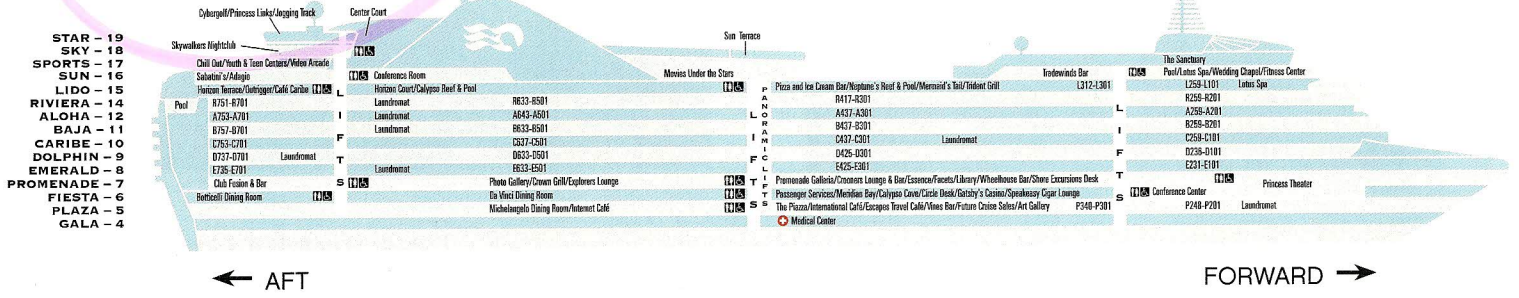 Cybergolf/Princess Links/Jogging Track
Center Court
STAR – 19
Sun Terrace
SKY – 18
Skywalkers Nightclub
SPORTS – 17
Chill Out/Youth & Teen Centers/Video Arcade
The Sanctuary
SUN – 16
Sabatini's/Adagio
Conference Room
Movies Under the Stars
Tradewinds Bar
Pool/Lotus Spa/Wedding Chapel/Fitness Center
LIDO – 15
Horizon Terrace/Outrigger/Café Caribe
Horizon Court/Calypso Reef & Pool
Pizza and Ice Cream Bar/Neptune's Reef & Pool/Mermaid's Tail/Trident Grill
L312-L301
L259-L101
Lotus Spa
RIVIERA – 14
Pool
R751-R701
Laundromat
R633-R501
R417-R301
R259-R201
ALOHA – 12
A753-A701
Laundromat
A643-A501
A437-A301
A259-A201
BAJA – 11
B757-B701
Laundromat
B633-B501
B437-B301
B259-B201
CARIBE – 10
C753-C701
C637-C501
C437-C301
Laundromat
C259-C101
DOLPHIN – 9
D737-D701
Laundromat
D633-D501
D425-D301
D236-D101
EMERALD – 8
E735-E701
Laundromat
E633-E501
E425-E301
E231-E101
PROMENADE – 7
Club Fusion & Bar
Photo Gallery/Crown Grill/Explorers Lounge
Promenade Galleria/Crooners Lounge & Bar/Essence/Facets/Library/Wheelhouse Bar/Shore Excursions Desk
Princess Theater
FIESTA – 6
Botticelli Dining Room
Da Vinci Dining Room
Passenger Services/Meridian Bay/Calypso Cove/Circle Desk/Gatsby's Casino/Speakeasy Cigar Lounge
Conference Center
PLAZA – 5
Michelangelo Dining Room/Internet Café
The Piazza/International Café/Escapes Travel Café/Vines Bar/Future Cruise Sales/Art Gallery
P340-P301
P248-P201
Laundromat
GALA – 4
Medical Center
LIFTS
LIFTS
PANORAMIC LIFTS
LIFTS
← AFT
FORWARD →